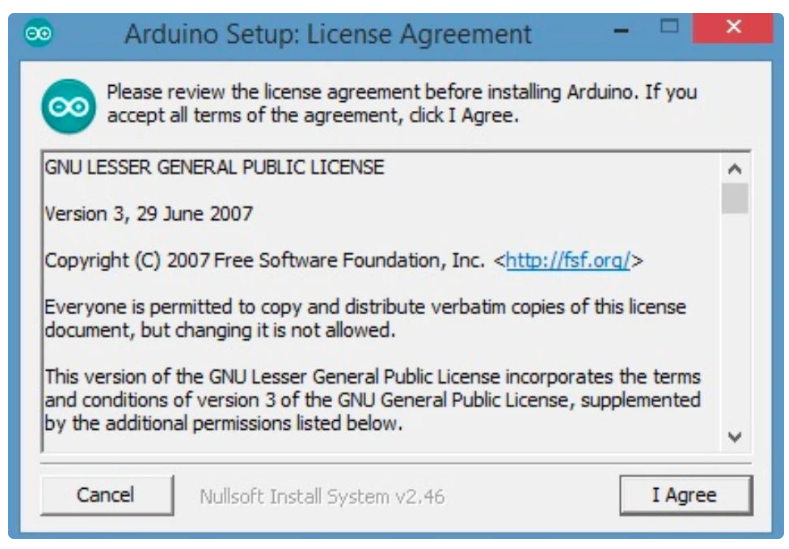 Arduino Setup: License Agreement
Please review the license agreement before installing Arduino. If you
accept all terms of the agreement, click I Agree.
GNU LESSER GENERAL PUBLIC LICENSE
Version 3, 29 June 2007
Copyright (C) 2007 Free Software Foundation, Inc. <http://fsf.org/>
Everyone is permitted to copy and distribute verbatim copies of this license
document, but changing it is not allowed.
This version of the GNU Lesser General Public License incorporates the terms
and conditions of version 3 of the GNU General Public License, supplemented
by the additional permissions listed below.
Cancel
Nullsoft Install System v2.46
I Agree